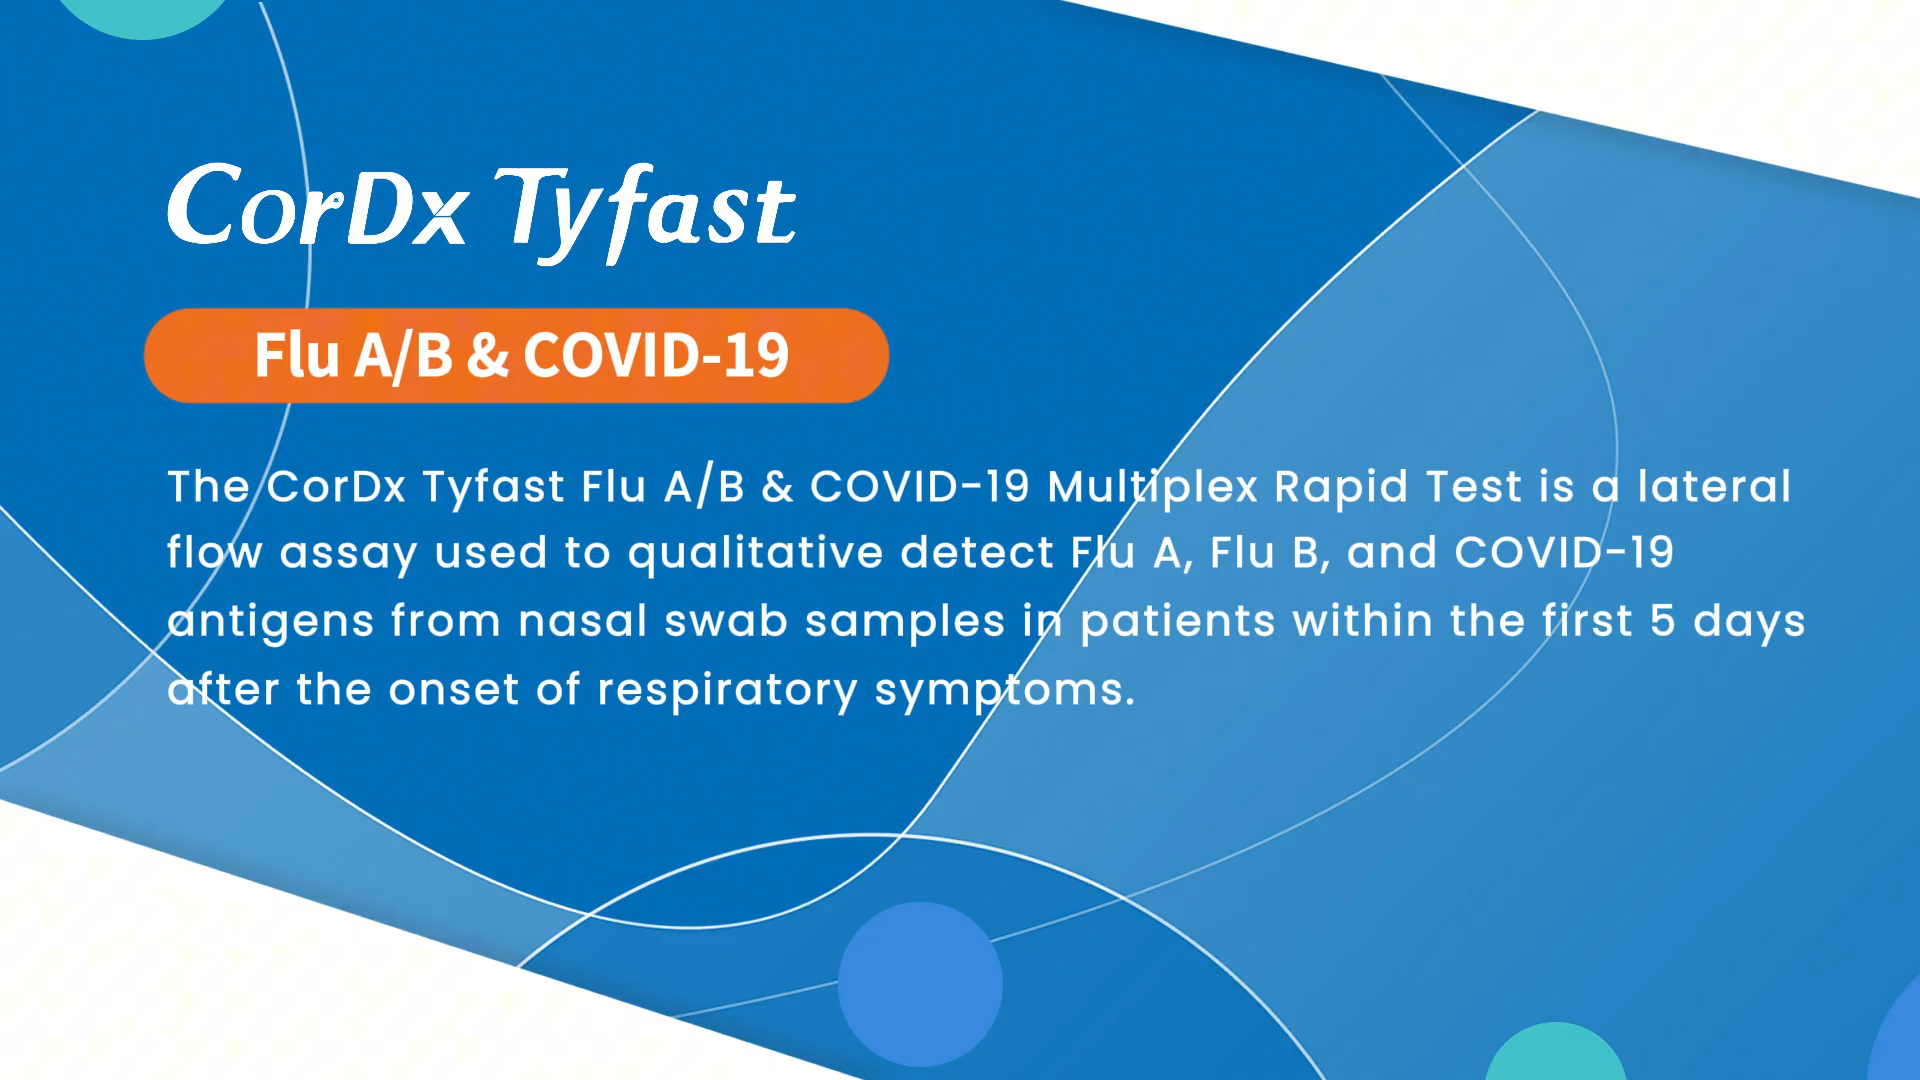 CorDx Tyfast
Flu A/B & COVID-19
The CorDx Tyfast Flu A/B & COVID-19 Multiplex Rapid Test is a lateral
flow assay used to qualitative detect Flu A, Flu B, and COVID-19
antigens from nasal swab samples in patients within the first 5 days
after the onset of respiratory symptoms.